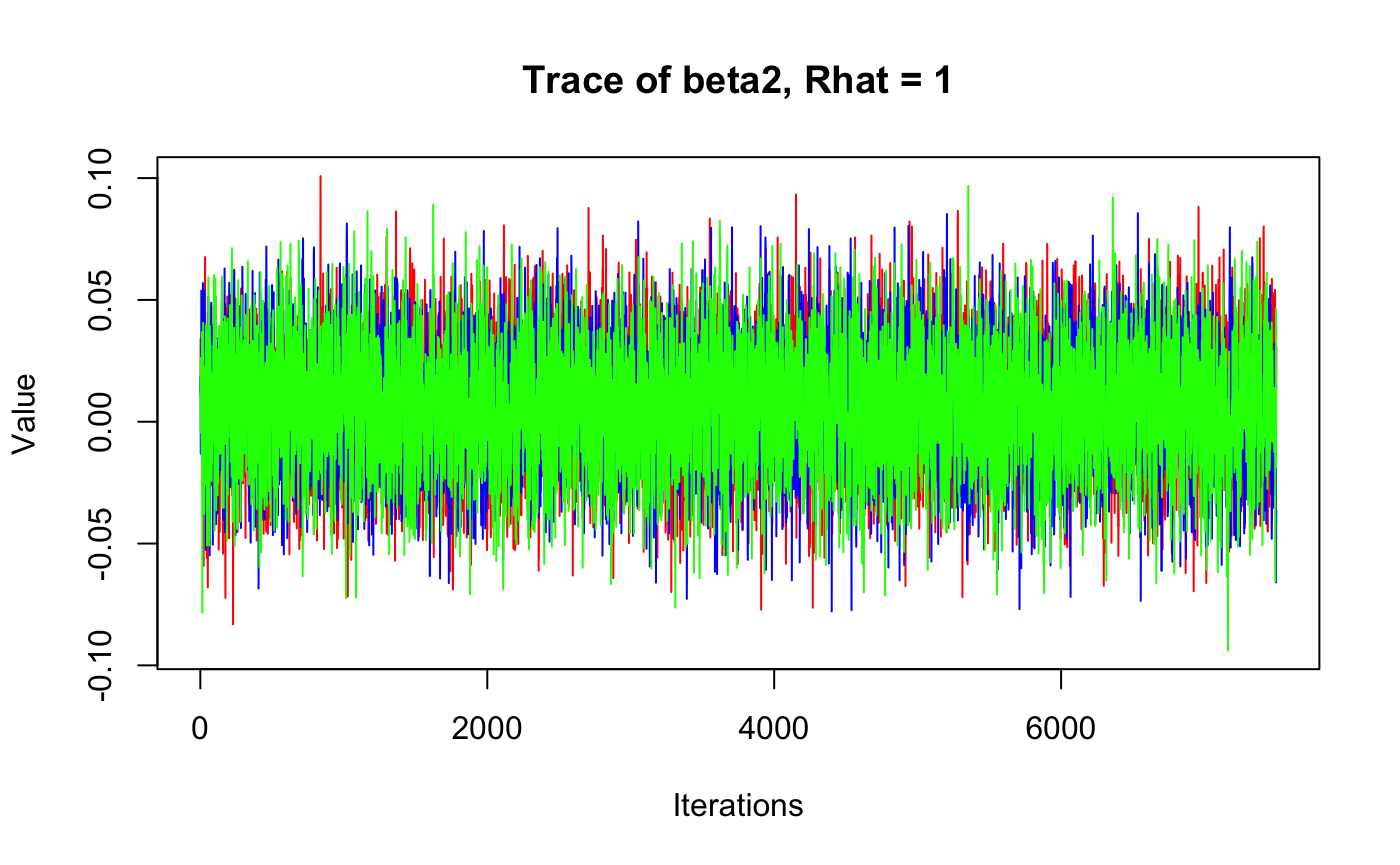 Trace of beta2, Rhat = 1
Value
0.10
0.05
0.00
-0.05
-0.10
0 2000 4000 6000
Iterations